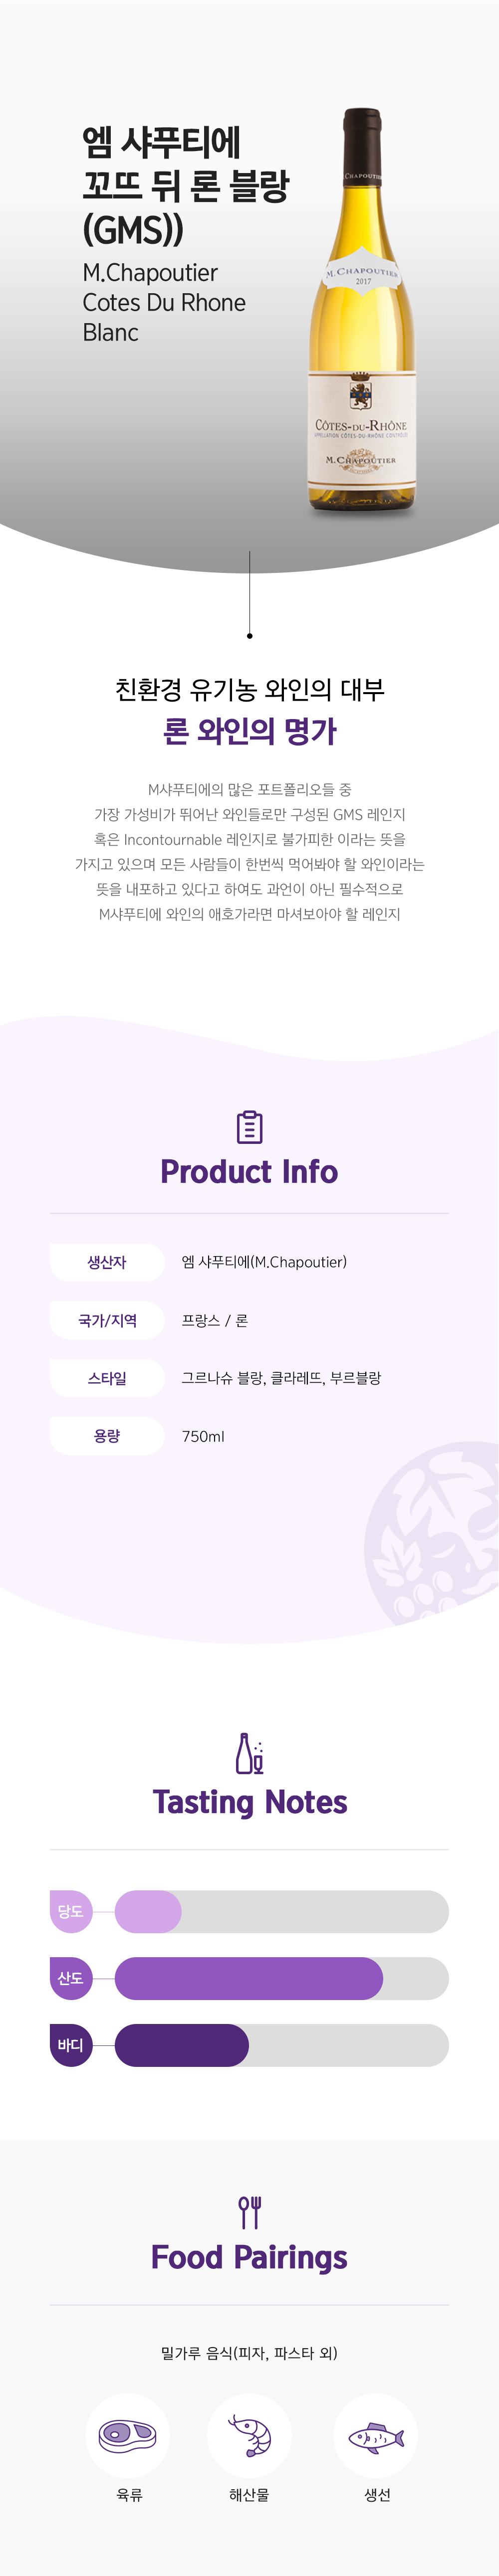 엠 샤푸티에
꼬뜨 뒤 론 블랑
(GMS))
M.Chapoutier
Cotes Du Rhone
Blanc
CHAPOUTIER
M. CHAPOUTIER
2017
CÔTES-DU-RHÔNE
APPELLATION CÔTES-DU-RHÔNE CONTRÔLÉE
M. CHAPOUTIER
친환경 유기농 와인의 대부
론 와인의 명가
M샤푸티에의 많은 포트폴리오들 중
가장 가성비가 뛰어난 와인들로만 구성된 GMS 레인지
혹은 Incontournable 레인지로 불가피한 이라는 뜻을
가지고 있으며 모든 사람들이 한번씩 먹어봐야 할 와인이라는
뜻을 내포하고 있다고 하여도 과언이 아닌 필수적으로
M샤푸티에 와인의 애호가라면 마셔보아야 할 레인지
Product Info
생산자 엠 샤푸티에(M.Chapoutier)
국가/지역 프랑스 / 론
스타일 그르나슈 블랑, 클라레뜨, 부르블랑
용량 750ml
Tasting Notes
당도
산도
바디
Food Pairings
밀가루 음식(피자, 파스타 외)
육류 해산물 생선